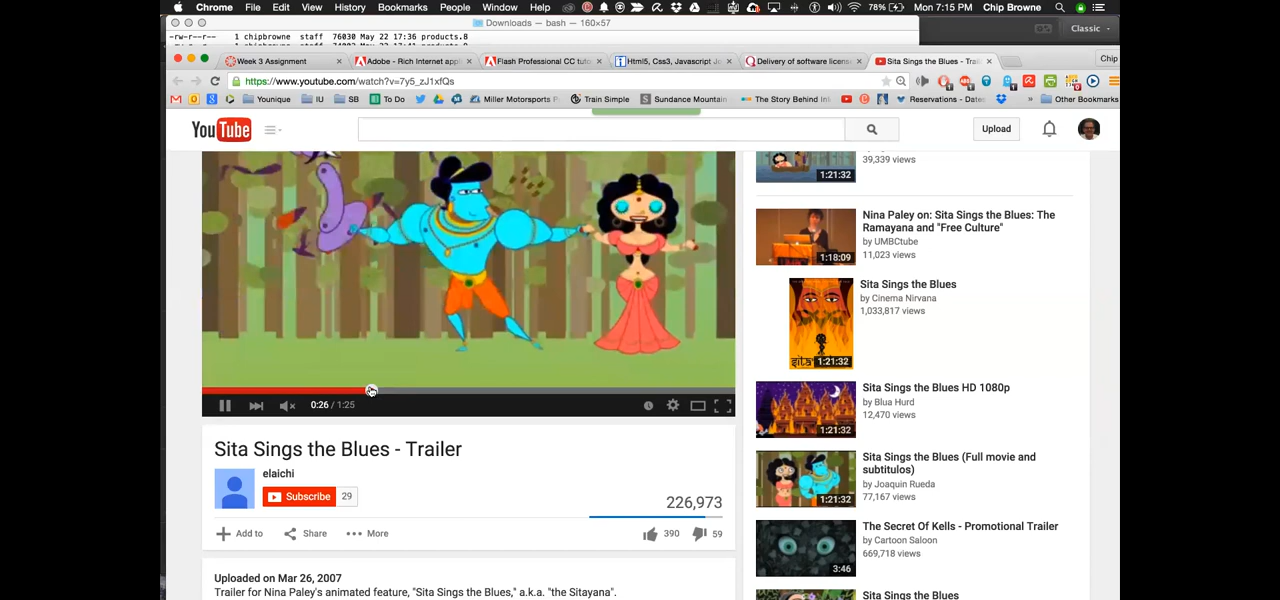 Chrome File Edit View History Bookmarks People Window Help 78% Mon 7:15 PM Chip Browne
Downloads — bash — 160×57
-rw-r--r-- 1 chipbrowne staff 76030 May 22 17:36 products.8
Classic
Week 3 Assignment
Adobe - Rich Internet appl
Flash Professional CC tuto
Html5, Css3, Javascript Jo
Delivery of software licens
Sita Sings the Blues - Trai
Chip
https://www.youtube.com/watch?v=7y5_zJ1xfQs
Younique IU SB To Do Miller Motorsports P Train Simple Sundance Mountain The Story Behind In Reservations - Dates » Other Bookmarks
YouTube
Upload
39,339 views
1:21:32
Nina Paley on: Sita Sings the Blues: The
Ramayana and "Free Culture"
by UMBCtube
11,023 views
1:18:09
Sita Sings the Blues
by Cinema Nirvana
1,033,817 views
sita
1:21:32
Sita Sings the Blues HD 1080p
by Blua Hurd
12,470 views
1:21:32
Sita Sings the Blues (Full movie and
subtitulos)
by Joaquin Rueda
77,167 views
1:21:32
The Secret Of Kells - Promotional Trailer
by Cartoon Saloon
669,718 views
3:46
Sita Sings the Blues
0:26 / 1:25
Sita Sings the Blues - Trailer
elaichi
Subscribe 29
226,973
Add to Share More 390 59
Uploaded on Mar 26, 2007
Trailer for Nina Paley's animated feature, "Sita Sings the Blues," a.k.a. "the Sitayana".